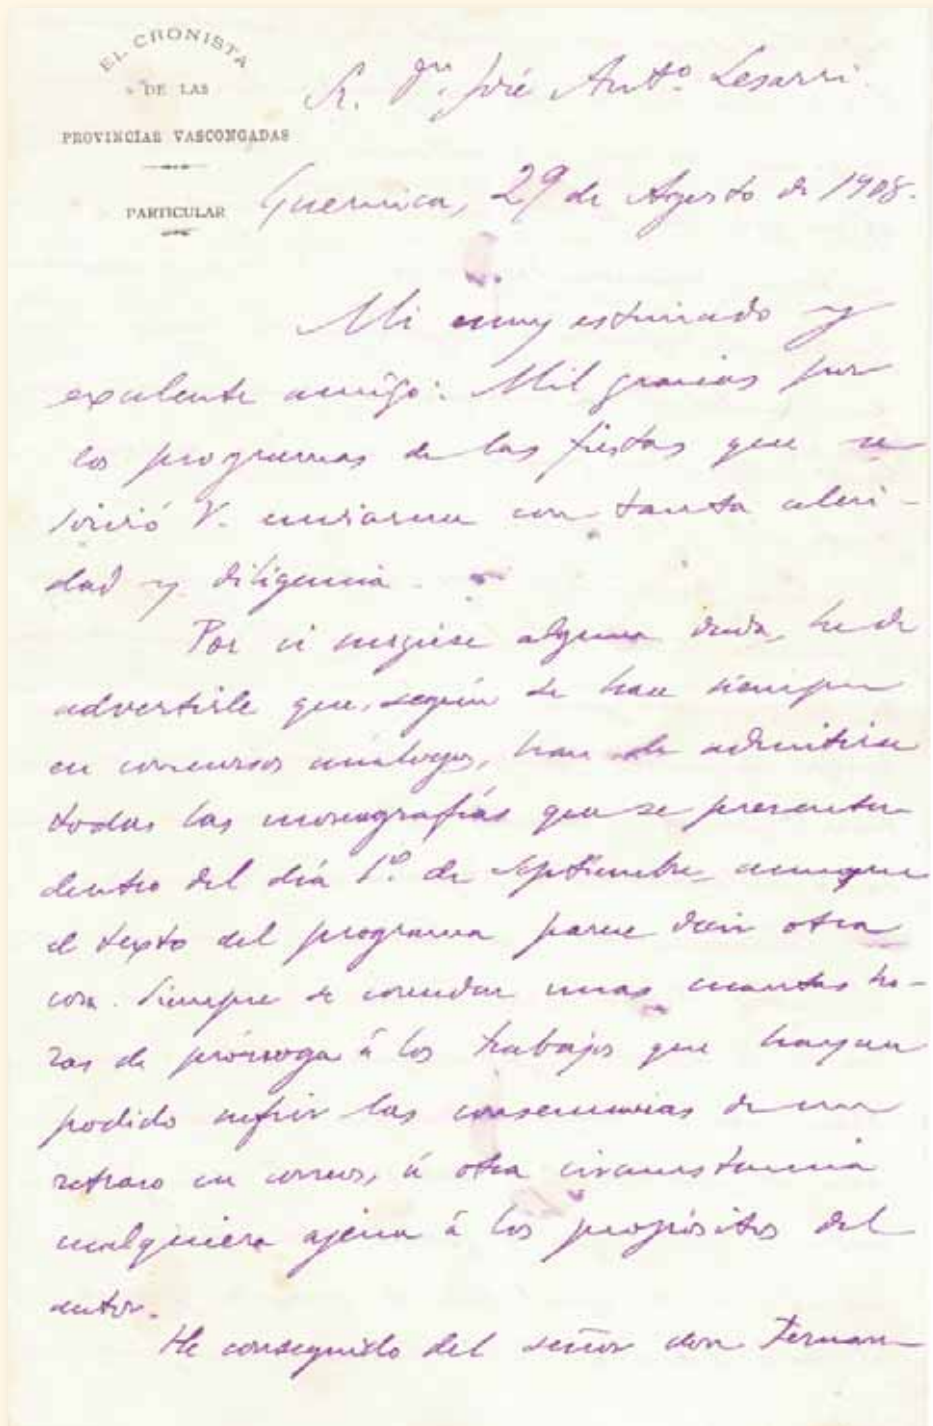 EL CRONISTA
DE LAS
PROVINCIAS VASCONGADAS
PARTICULAR
Sr. Dn. José Antº. Lesarri.
Guernica, 29 de Agosto de 1908.
Mi muy estimado y
excelente amigo: Mil gracias por
los programas de las fiestas que se
sirvió V. enviarme con tanta celeri-
dad y diligencia.
Por si surgiese alguna duda, he de
advertirle que, según se hace siempre
en concursos análogos, han de admitirse
todas las monografías que se presenten
dentro del día 1º. de Septiembre, aunque
el texto del programa parece decir otra
cosa. Siempre se conceden unas cuantas ho-
ras de prórroga á los trabajos que hayan
podido sufrir las consecuencias de un
retraso en correos, ú otra circunstancia
cualquiera ajena á los propósitos del
autor.
He conseguido del señor don Fernan